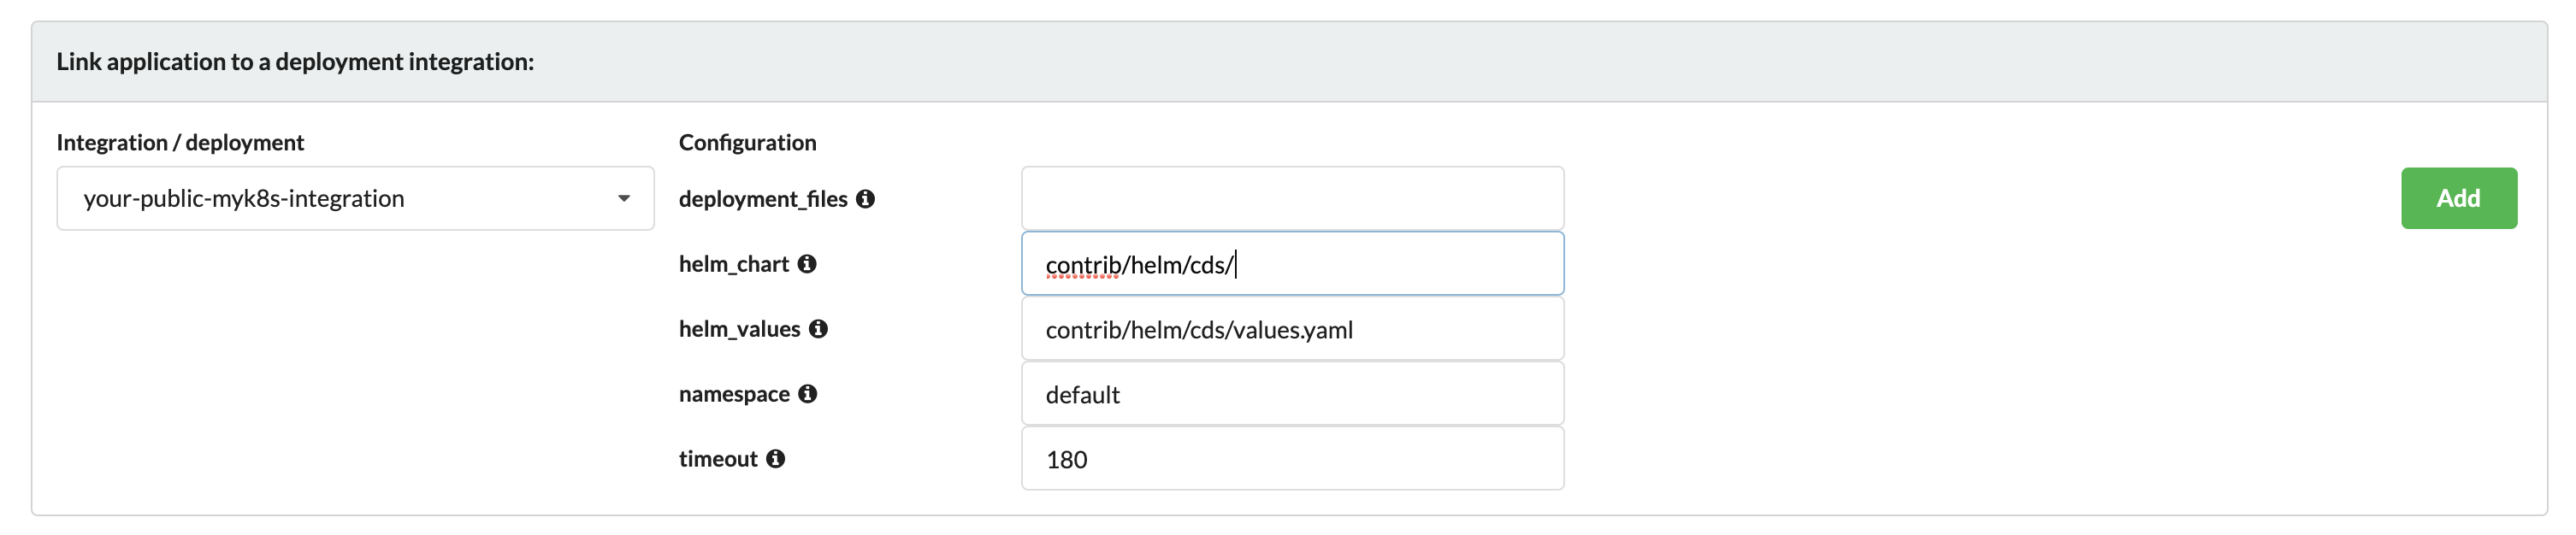 Link application to a deployment integration:
Integration / deployment
Configuration
your-public-myk8s-integration
deployment_files
Add
helm_chart
contrib/helm/cds/
helm_values
contrib/helm/cds/values.yaml
namespace
default
timeout
180